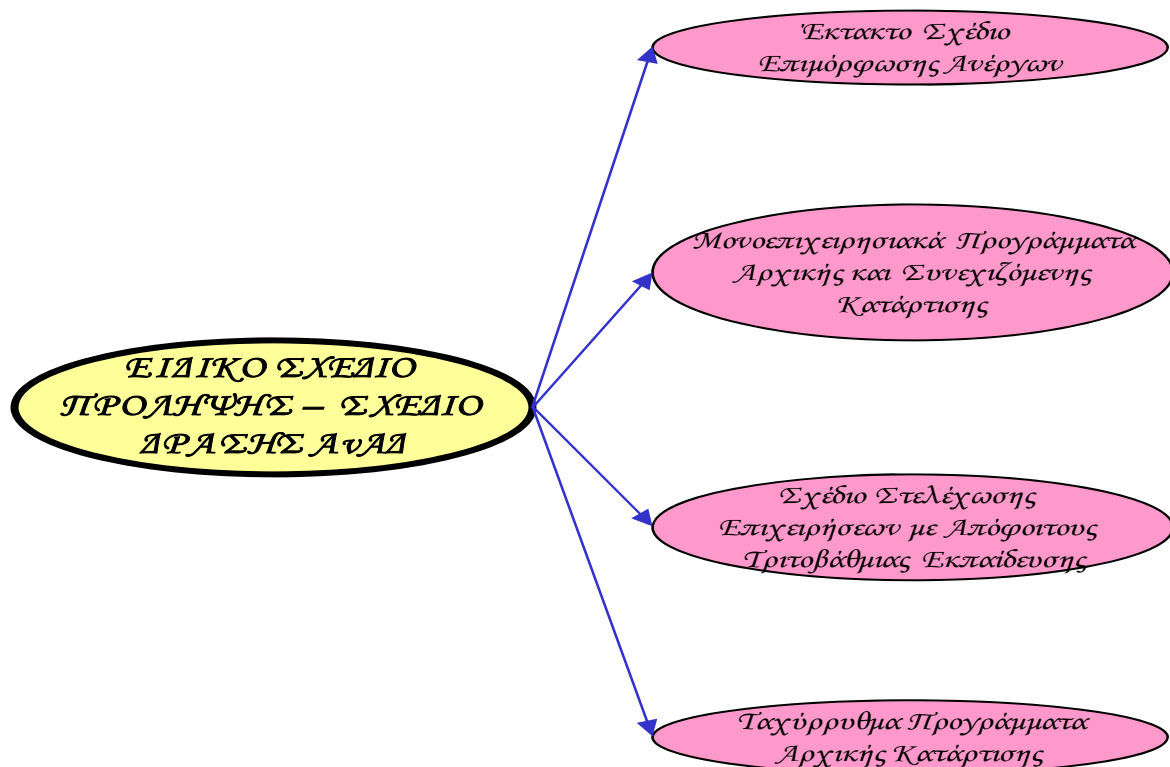 Έκτακτο Σχέδιο
Επιμόρφωσης Ανέργων
Μονοεπιχειρησιακά Προγράμματα
Αρχικής και Συνεχιζόμενης
Κατάρτισης
ΕΙΔΙΚΟ ΣΧΕΔΙΟ
ΠΡΟΛΗΨΗΣ – ΣΧΕΔΙΟ
ΔΡΑΣΗΣ ΑνΑΔ
Σχέδιο Στελέχωσης
Επιχειρήσεων με Απόφοιτους
Τριτοβάθμιας Εκπαίδευσης
Ταχύρρυθμα Προγράμματα
Αρχικής Κατάρτισης